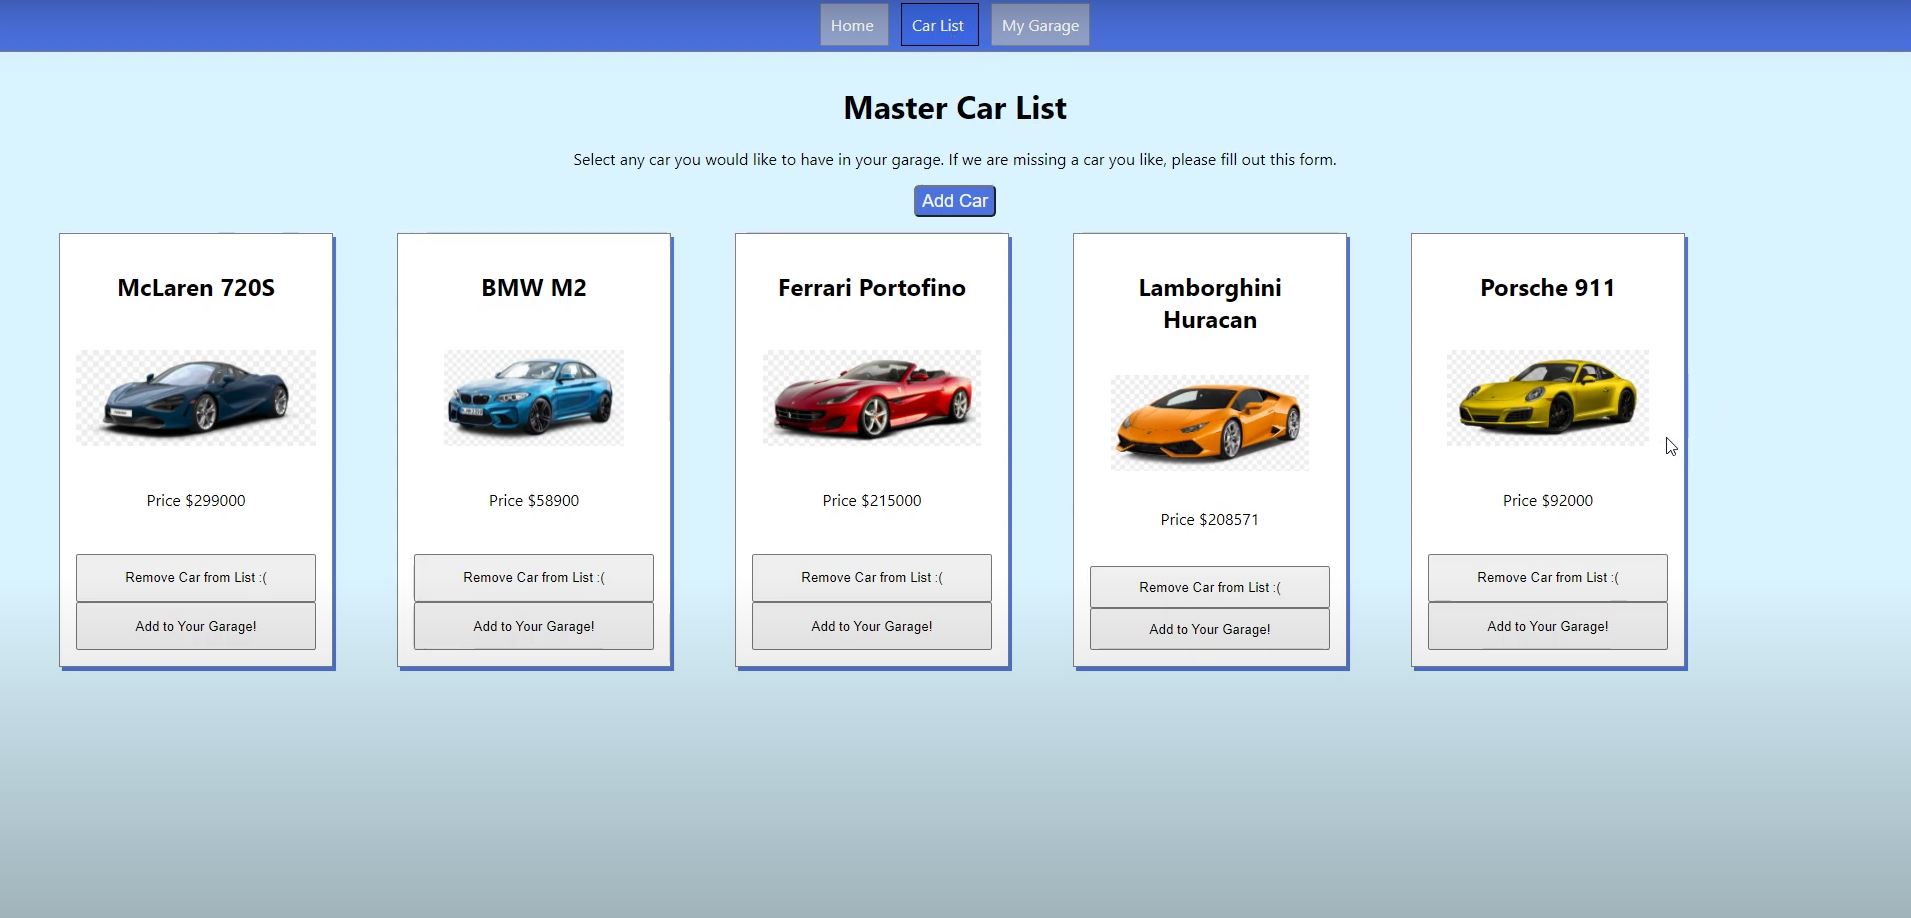 Home
Car List
My Garage
Master Car List
Select any car you would like to have in your garage. If we are missing a car you like, please fill out this form.
Add Car
McLaren 720S
Price $299000
Remove Car from List :(
Add to Your Garage!
BMW M2
Price $58900
Remove Car from List :(
Add to Your Garage!
Ferrari Portofino
Price $215000
Remove Car from List :(
Add to Your Garage!
Lamborghini
Huracan
Price $208571
Remove Car from List :(
Add to Your Garage!
Porsche 911
Price $92000
Remove Car from List :(
Add to Your Garage!